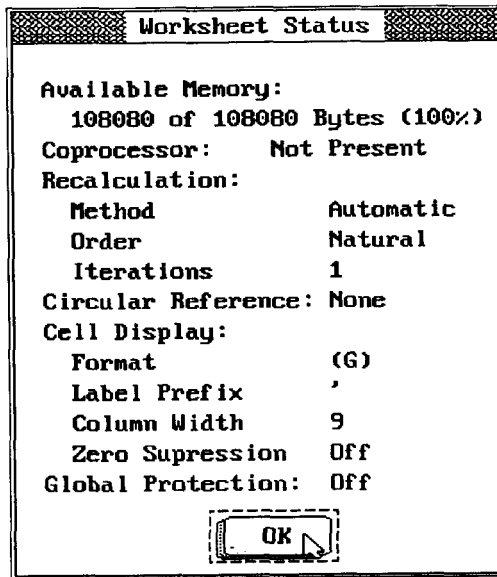 Worksheet Status
Available Memory:
108080 of 108080 Bytes (100%)
Coprocessor: Not Present
Recalculation:
Method Automatic
Order Natural
Iterations 1
Circular Reference: None
Cell Display:
Format (G)
Label Prefix '
Column Width 9
Zero Supression Off
Global Protection: Off
OK